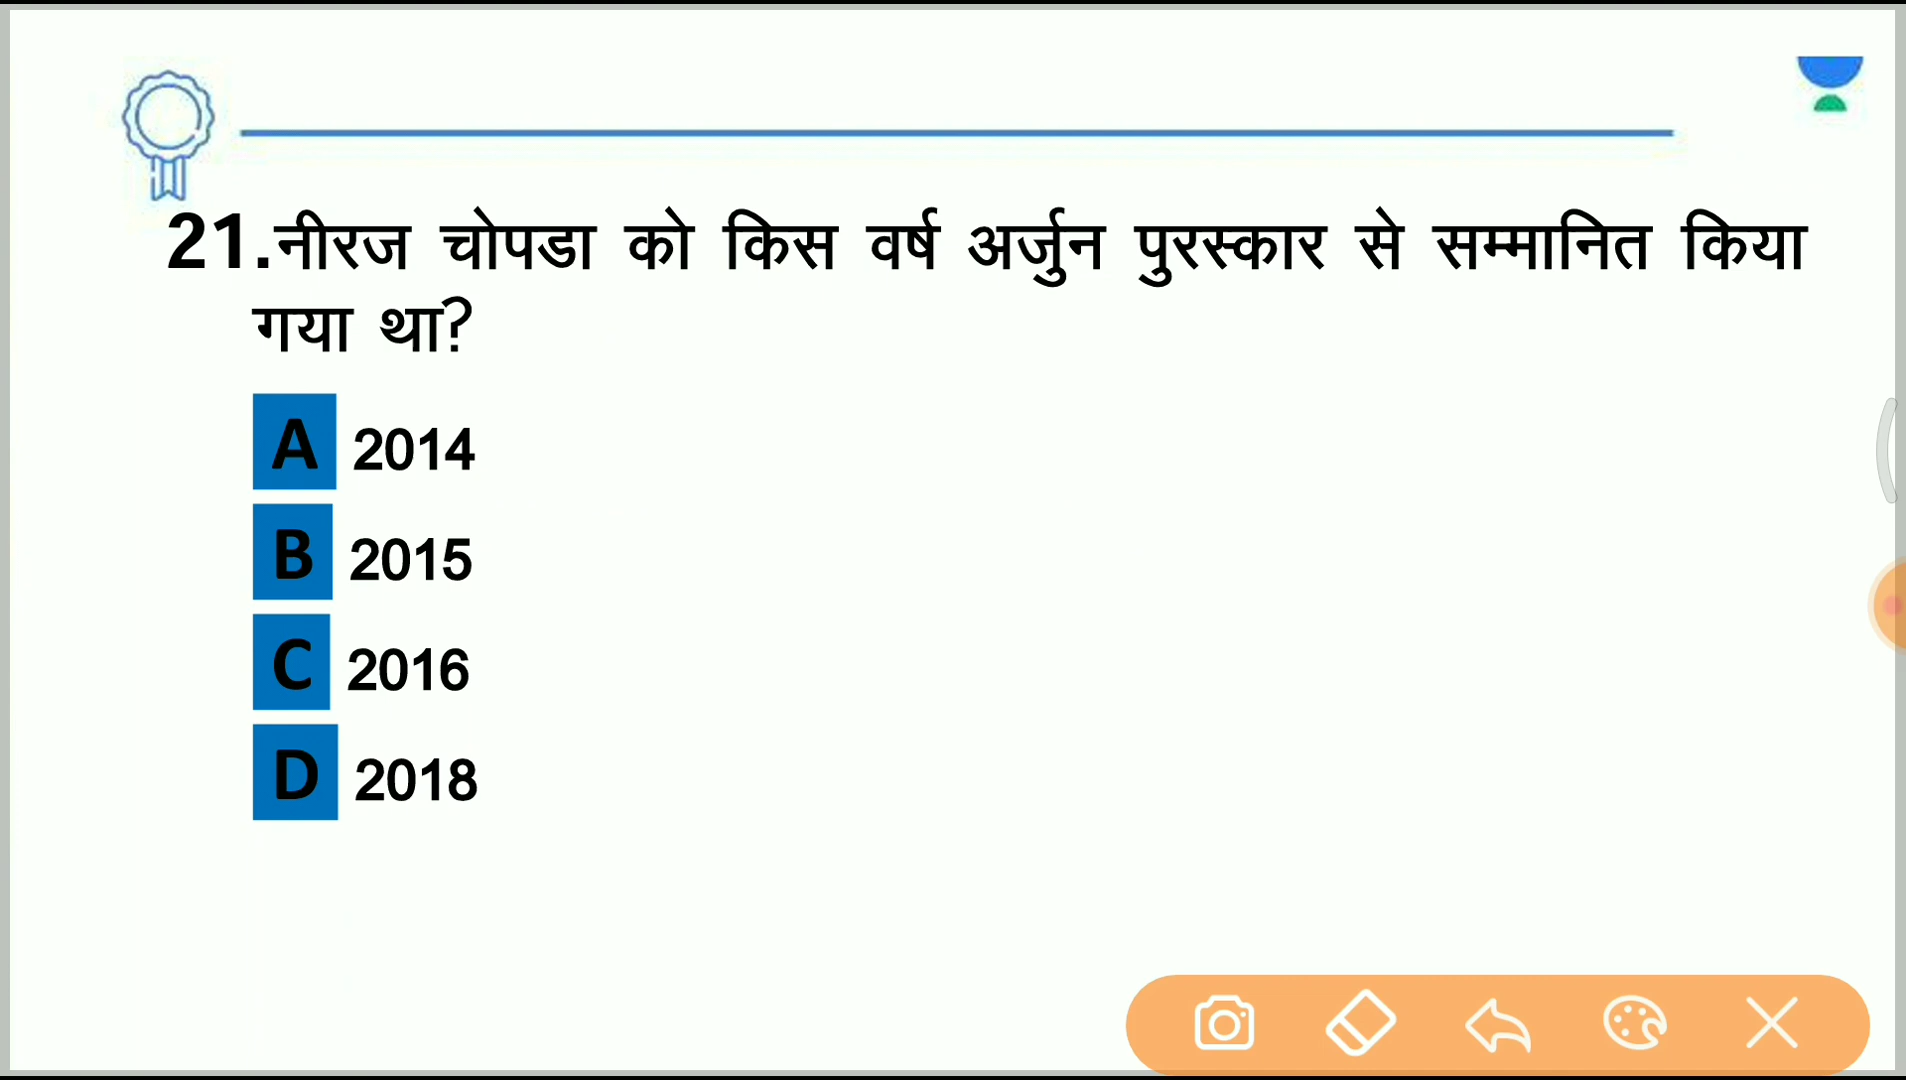 21.नीरज चोपडा को किस वर्ष अर्जुन पुरस्कार से सम्मानित किया
गया था?
A 2014
B 2015
C 2016
D 2018